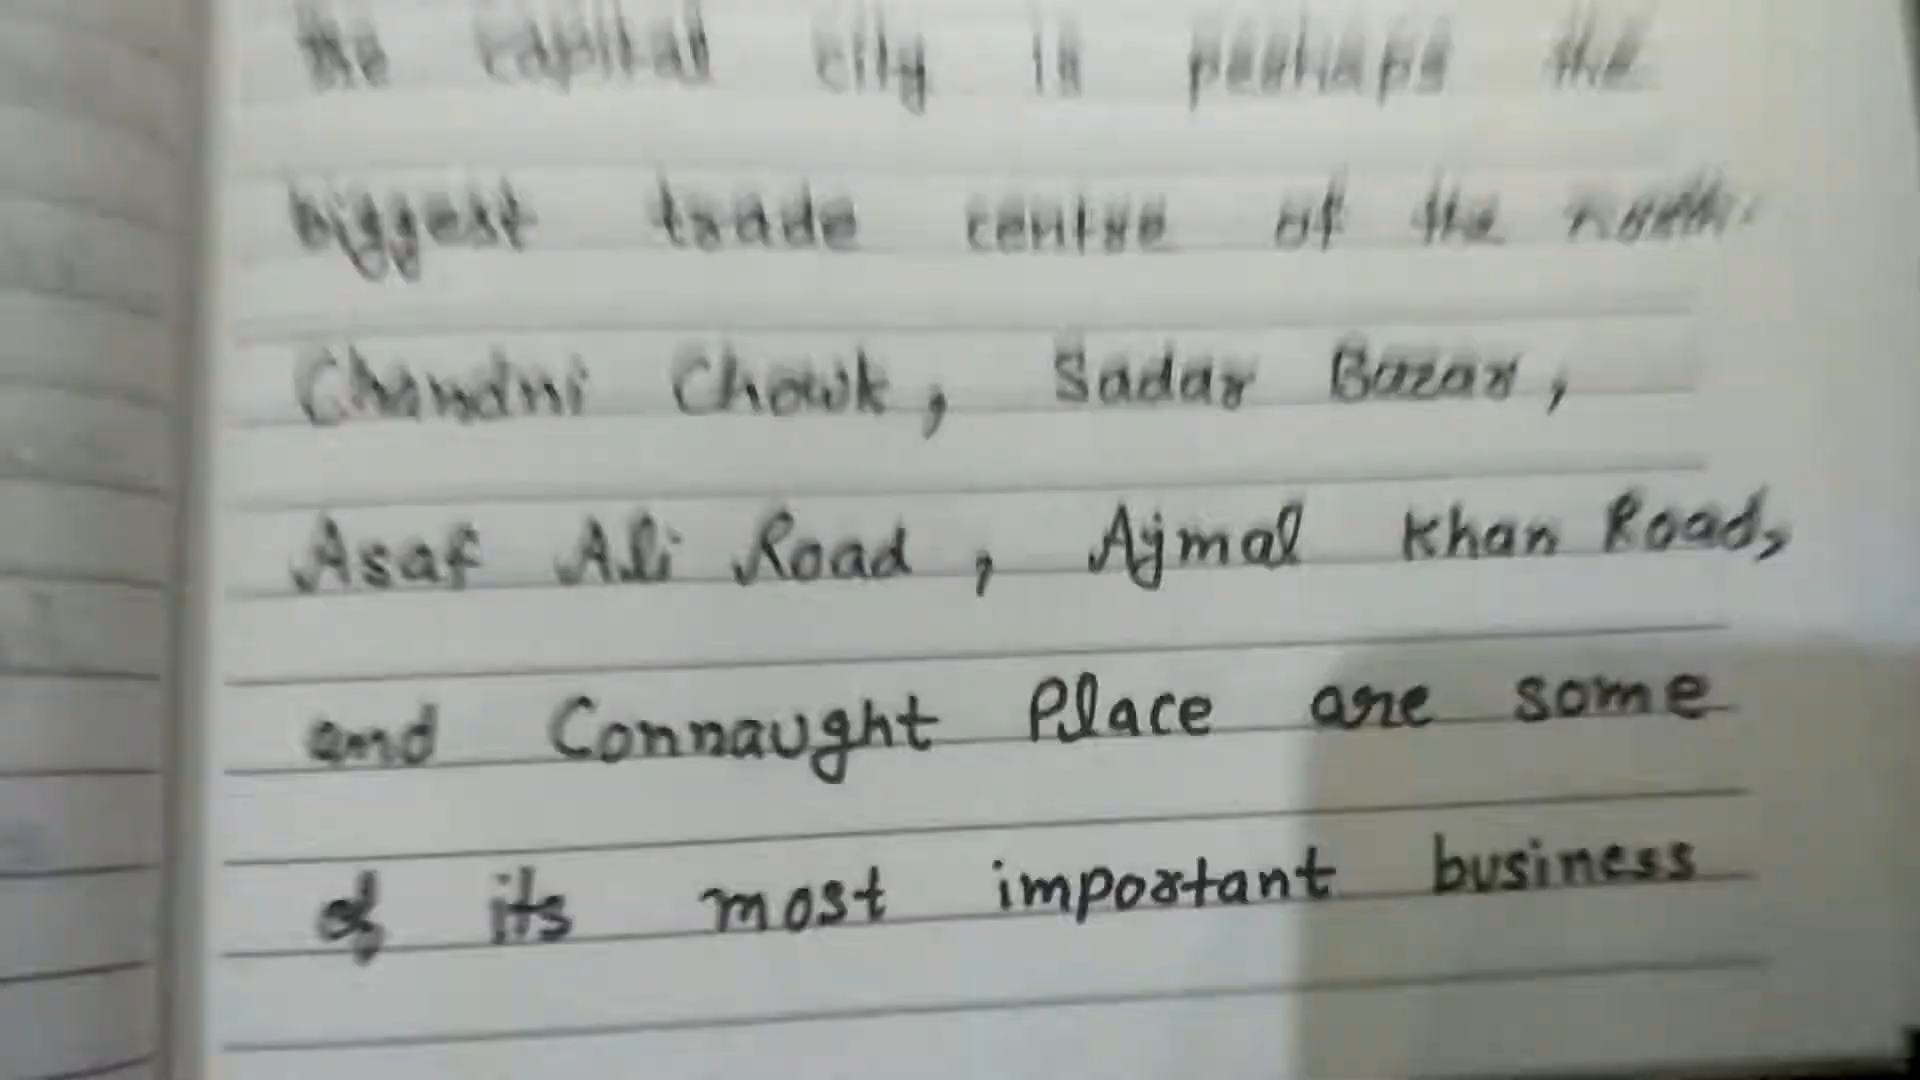 the capital city is perhaps the
biggest trade centre of the north.
Chandni Chowk, Sadar Bazar,
Asaf Ali Road, Ajmal Khan Road,
and Connaught Place are some
of its most important business